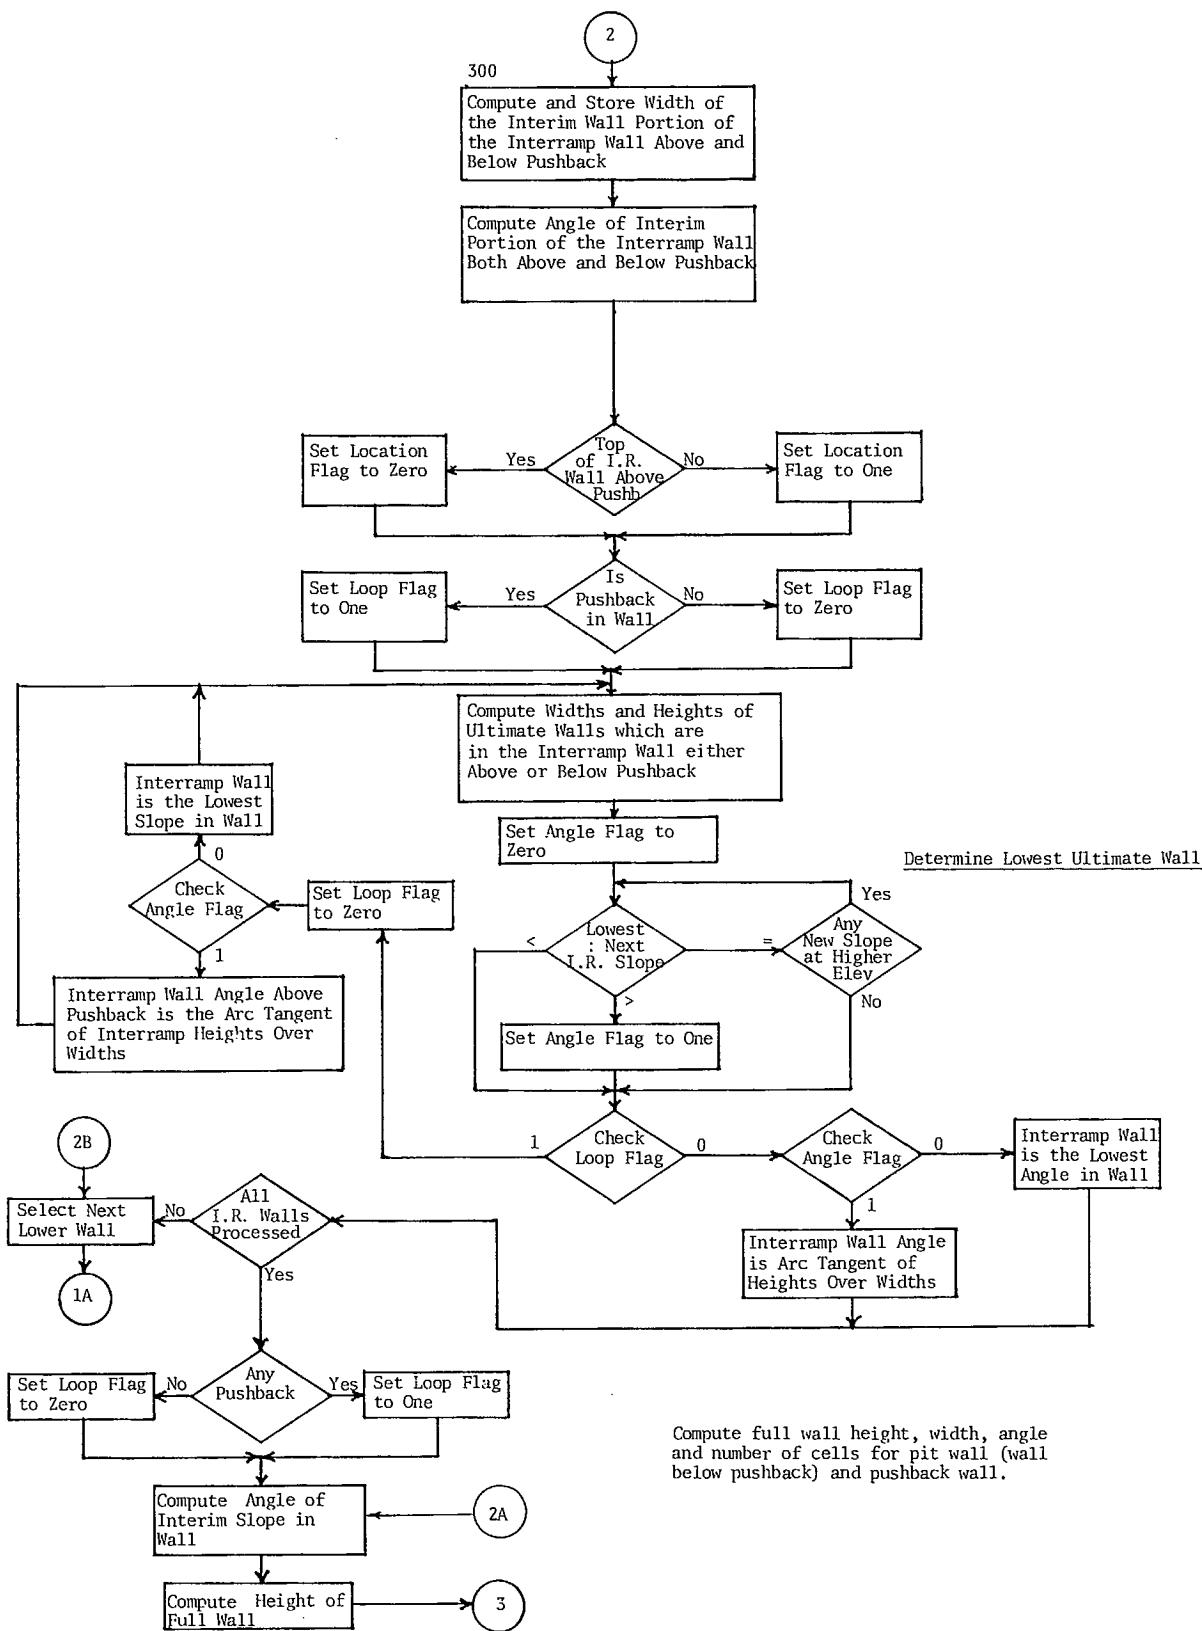 2
300
Compute and Store Width of
the Interim Wall Portion of
the Interramp Wall Above and
Below Pushback
Compute Angle of Interim
Portion of the Interramp Wall
Both Above and Below Pushback
Set Location
Flag to Zero
Yes
Top
of I.R.
Wall Above
Pushb
No
Set Location
Flag to One
Set Loop Flag
to One
Yes
Is
Pushback
in Wall
No
Set Loop Flag
to Zero
Compute Widths and Heights of
Ultimate Walls which are
in the Interramp Wall either
Above or Below Pushback
Interramp Wall
is the Lowest
Slope in Wall
Set Angle Flag to
Zero
0
Determine Lowest Ultimate Wall
Check
Angle Flag
Set Loop Flag
to Zero
1
Yes
<
Lowest
: Next
I.R. Slope
=
Any
New Slope
at Higher
Elev
>
No
Interramp Wall Angle Above
Pushback is the Arc Tangent
of Interramp Heights Over
Widths
Set Angle Flag to One
1
Check
Loop Flag
0
Check
Angle Flag
0
Interramp Wall
is the Lowest
Angle in Wall
1
2B
Select Next
Lower Wall
No
All
I.R. Walls
Processed
Yes
1A
Interramp Wall Angle
is Arc Tangent of
Heights Over Widths
Set Loop Flag
to Zero
No
Any
Pushback
Yes
Set Loop Flag
to One
Compute full wall height, width, angle
and number of cells for pit wall (wall
below pushback) and pushback wall.
Compute Angle of
Interim Slope in
Wall
2A
Compute Height of
Full Wall
3